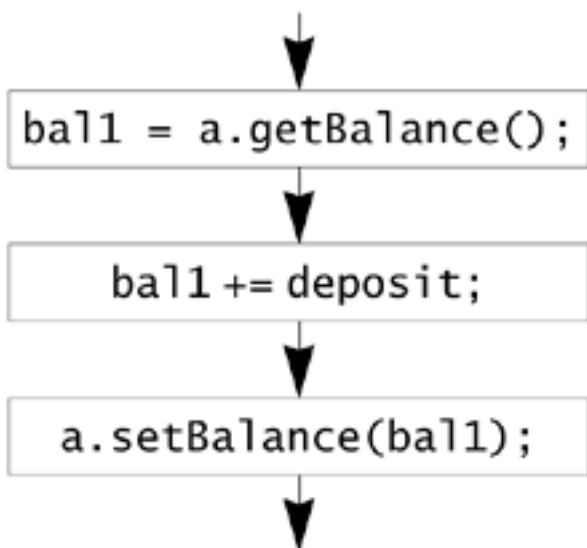 bal1 = a.getBalance();
bal1 += deposit;
a.setBalance(bal1);